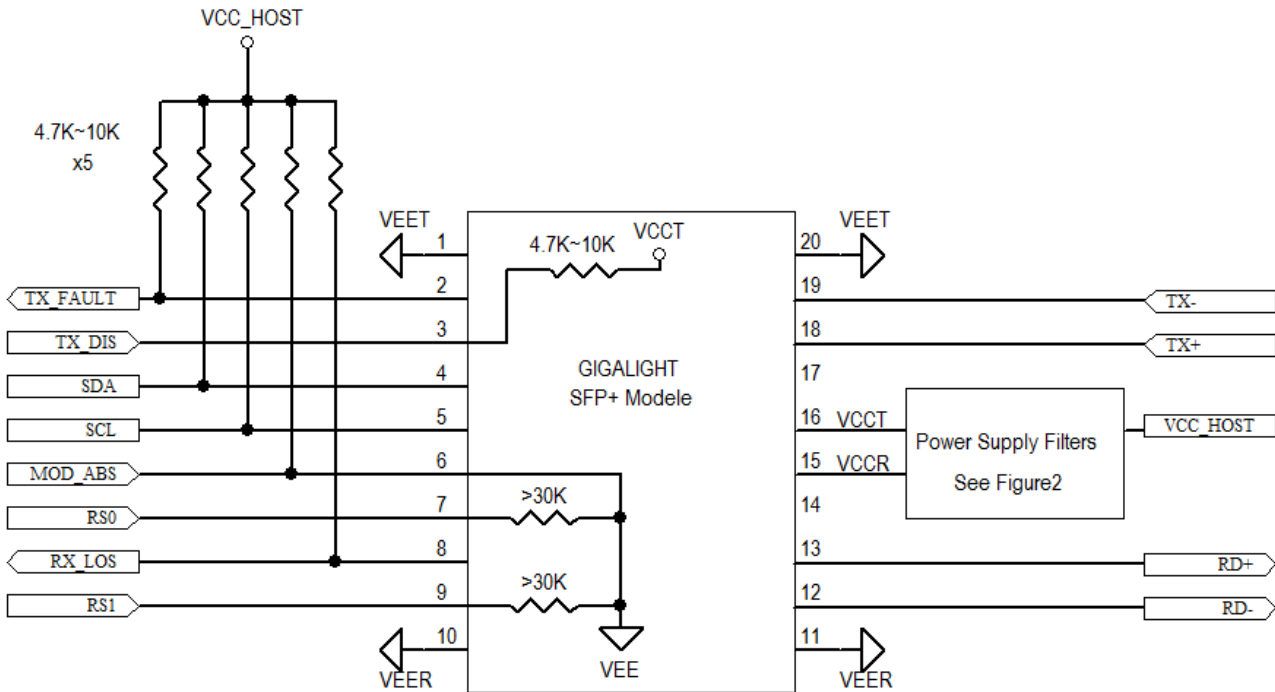 VCC_HOST
4.7K~10K
x5
VEET
1
4.7K~10K
VCCT
20
VEET
TX_FAULT
2
19
TX-
TX_DIS
3
18
TX+
SDA
4
GIGALIGHT
SFP+ Modele
17
SCL
5
16
VCCT
Power Supply Filters
See Figure2
VCC_HOST
MOD_ABS
6
15
VCCR
RS0
7
>30K
14
RX_LOS
8
13
RD+
RS1
9
>30K
12
RD-
10
VEER
VEE
11
VEER